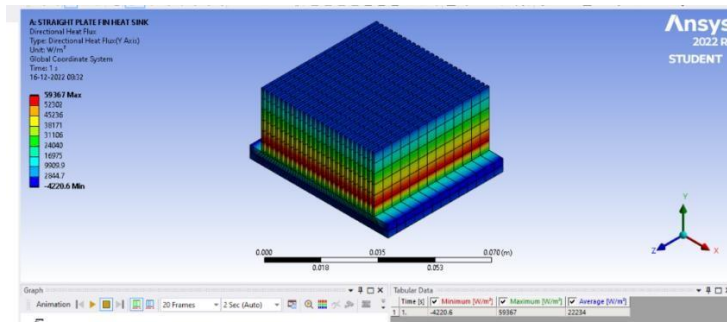 A: STRAIGHT PLATE FIN HEAT SINK
Directional Heat Flux
Type: Directional Heat Flux(Y Axis)
Unit: W/m²
Global Coordinate System
Time: 1 s
16-12-2022 09:32
59367 Max
52302
45236
38171
31106
24040
16975
9909.9
2844.7
-4220.6 Min
Ansys
2022 R
STUDENT
Y
Z
X
0.000 0.035 0.070 (m)
0.018 0.053
Graph
Animation 20 Frames 2 Sec (Auto)
Tabular Data
Time [s] Minimum [W/m²] Maximum [W/m²] Average [W/m²]
1 1. -4220.6 59367 22234